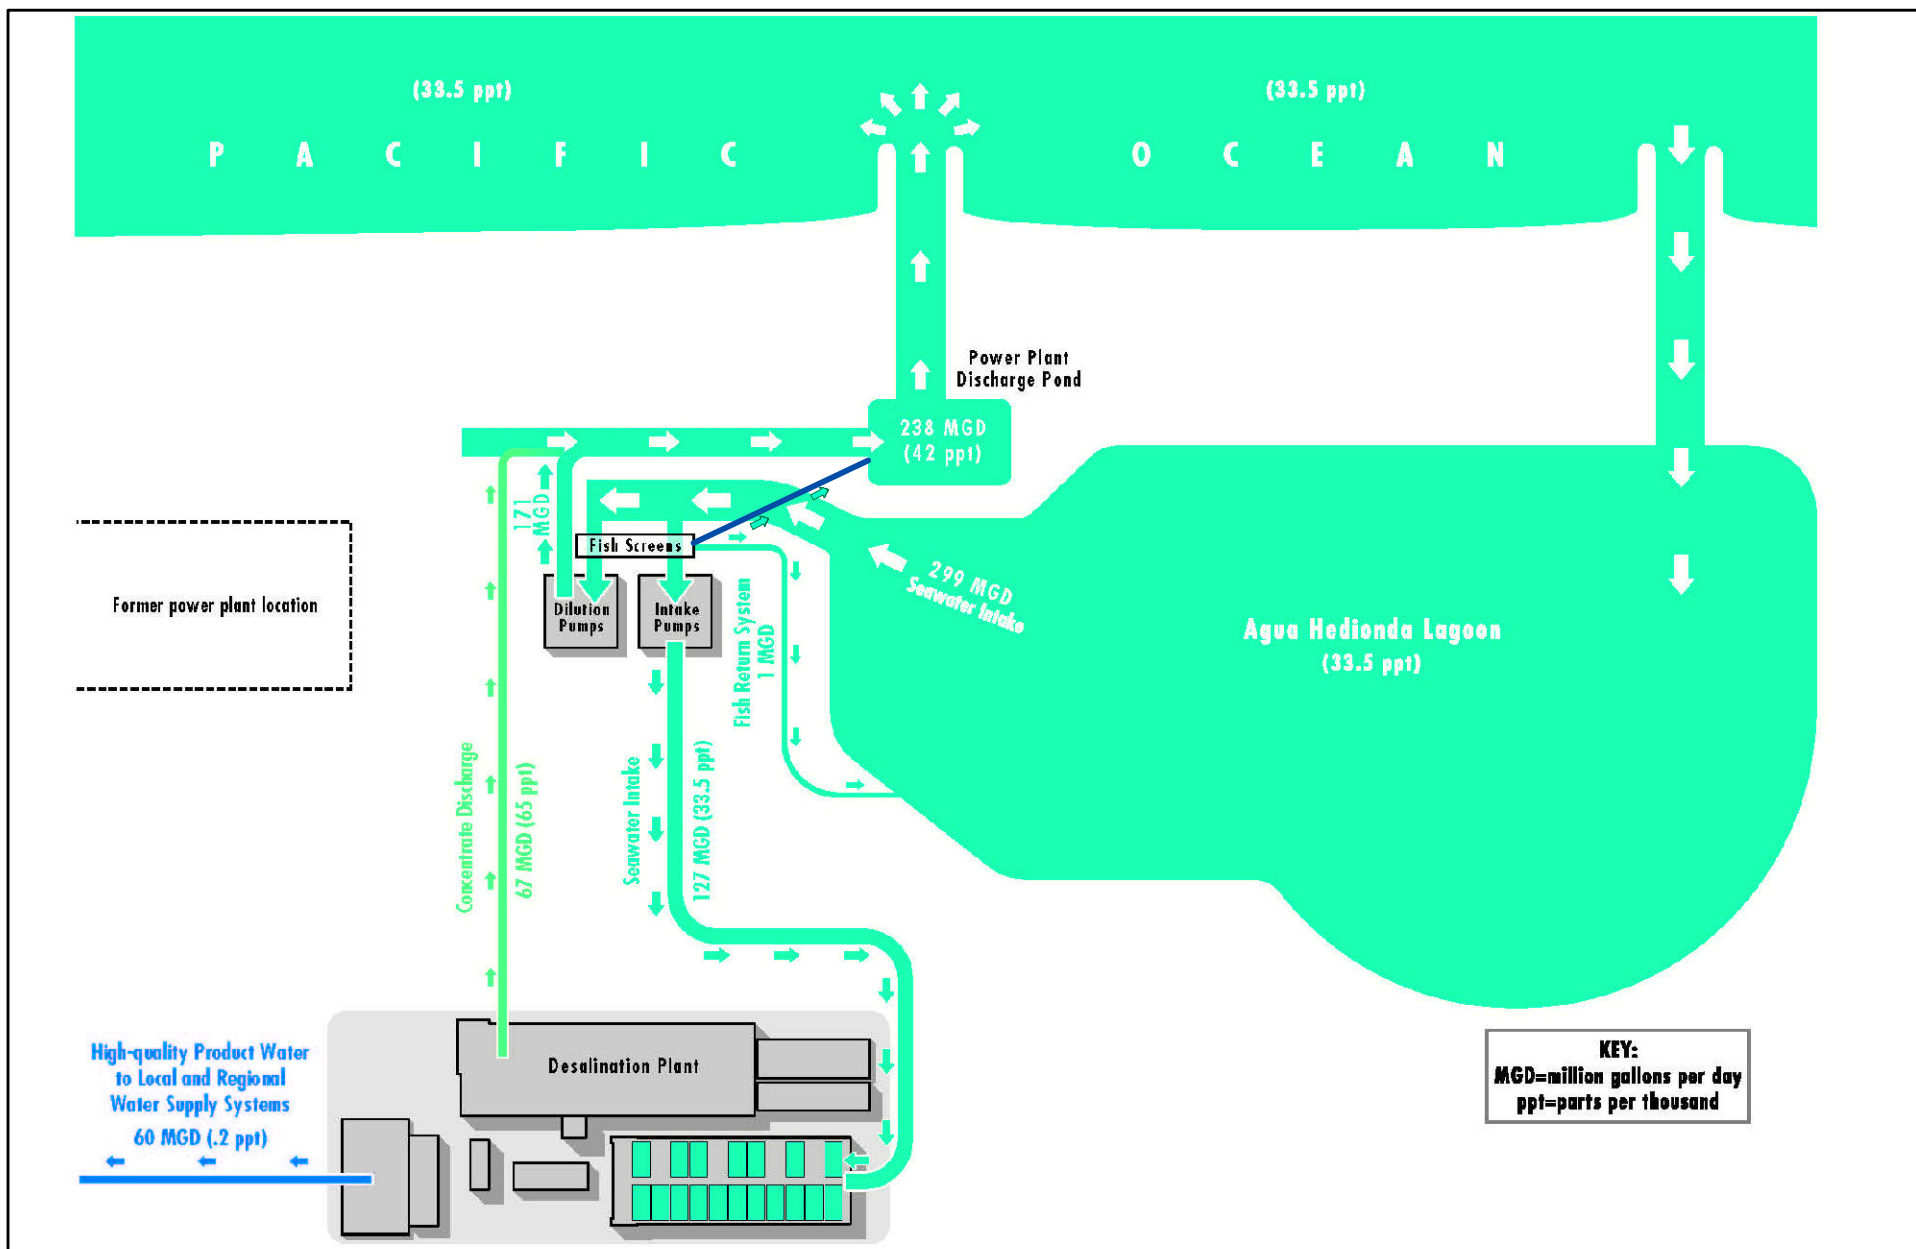 (33.5 ppt)
(33.5 ppt)
PACIFIC OCEAN
Power Plant
Discharge Pond
238 MGD
(42 ppt)
171
MGD
Fish Screens
299 MGD
Seawater Intake
Former power plant location
Dilution
Pumps
Intake
Pumps
Agua Hedionda Lagoon
(33.5 ppt)
Fish Return System
1 MGD
Concentrate Discharge
67 MGD (65 ppt)
Seawater Intake
127 MGD (33.5 ppt)
High-quality Product Water
to Local and Regional
Water Supply Systems
60 MGD (.2 ppt)
Desalination Plant
KEY:
MGD=million gallons per day
ppt=parts per thousand